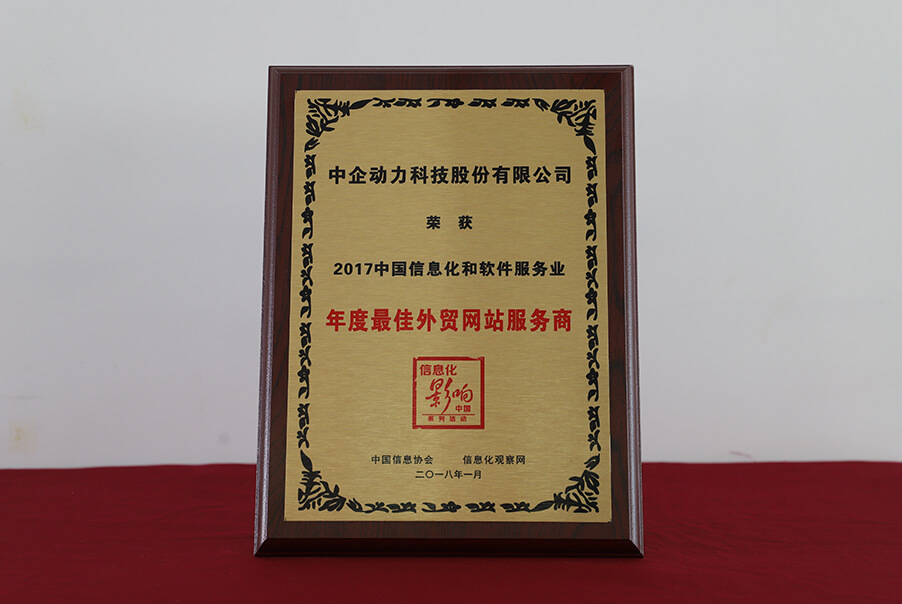 中企动力科技股份有限公司
荣 获
2017中国信息化和软件服务业
年度最佳外贸网站服务商
信息化
影响
中国
系列活动
中国信息协会 信息化观察网
二〇一八年一月